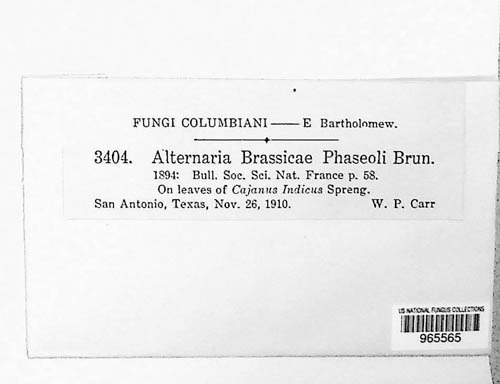 FUNGI COLUMBIANI — E Bartholomew.
3404. Alternaria Brassicae Phaseoli Brun.
1894: Bull. Soc. Sci. Nat. France p. 58.
On leaves of Cajanus Indicus Spreng.
San Antonio, Texas, Nov. 26, 1910. W. P. Carr
US NATIONAL FUNGUS COLLECTIONS
965565